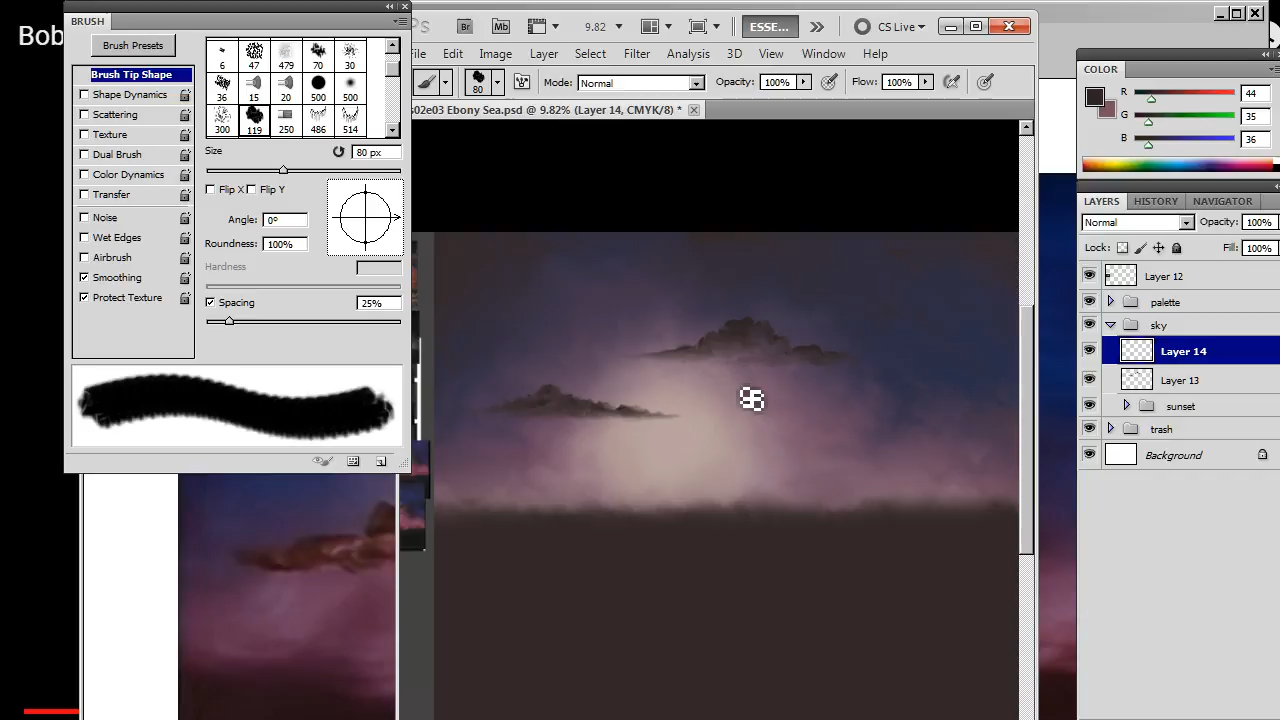 Bob
BRUSH
Brush Presets
Brush Tip Shape
Shape Dynamics
Scattering
Texture
Dual Brush
Color Dynamics
Transfer
Noise
Wet Edges
Airbrush
Smoothing
Protect Texture
6 47 479 70 30
36 15 20 500 500
300 119 250 486 514
Size 80 px
Flip X Flip Y
Angle: 0º
Roundness: 100%
Hardness
Spacing 25%
PS Br Mb 9.82 ESSE... CS Live
File Edit Image Layer Select Filter Analysis 3D View Window Help
80 Mode: Normal Opacity: 100% Flow: 100%
s02e03 Ebony Sea.psd @ 9.82% (Layer 14, CMYK/8) *
COLOR
R 44
G 35
B 36
LAYERS HISTORY NAVIGATOR
Normal Opacity: 100%
Lock: Fill: 100%
Layer 12
palette
sky
Layer 14
Layer 13
sunset
trash
Background